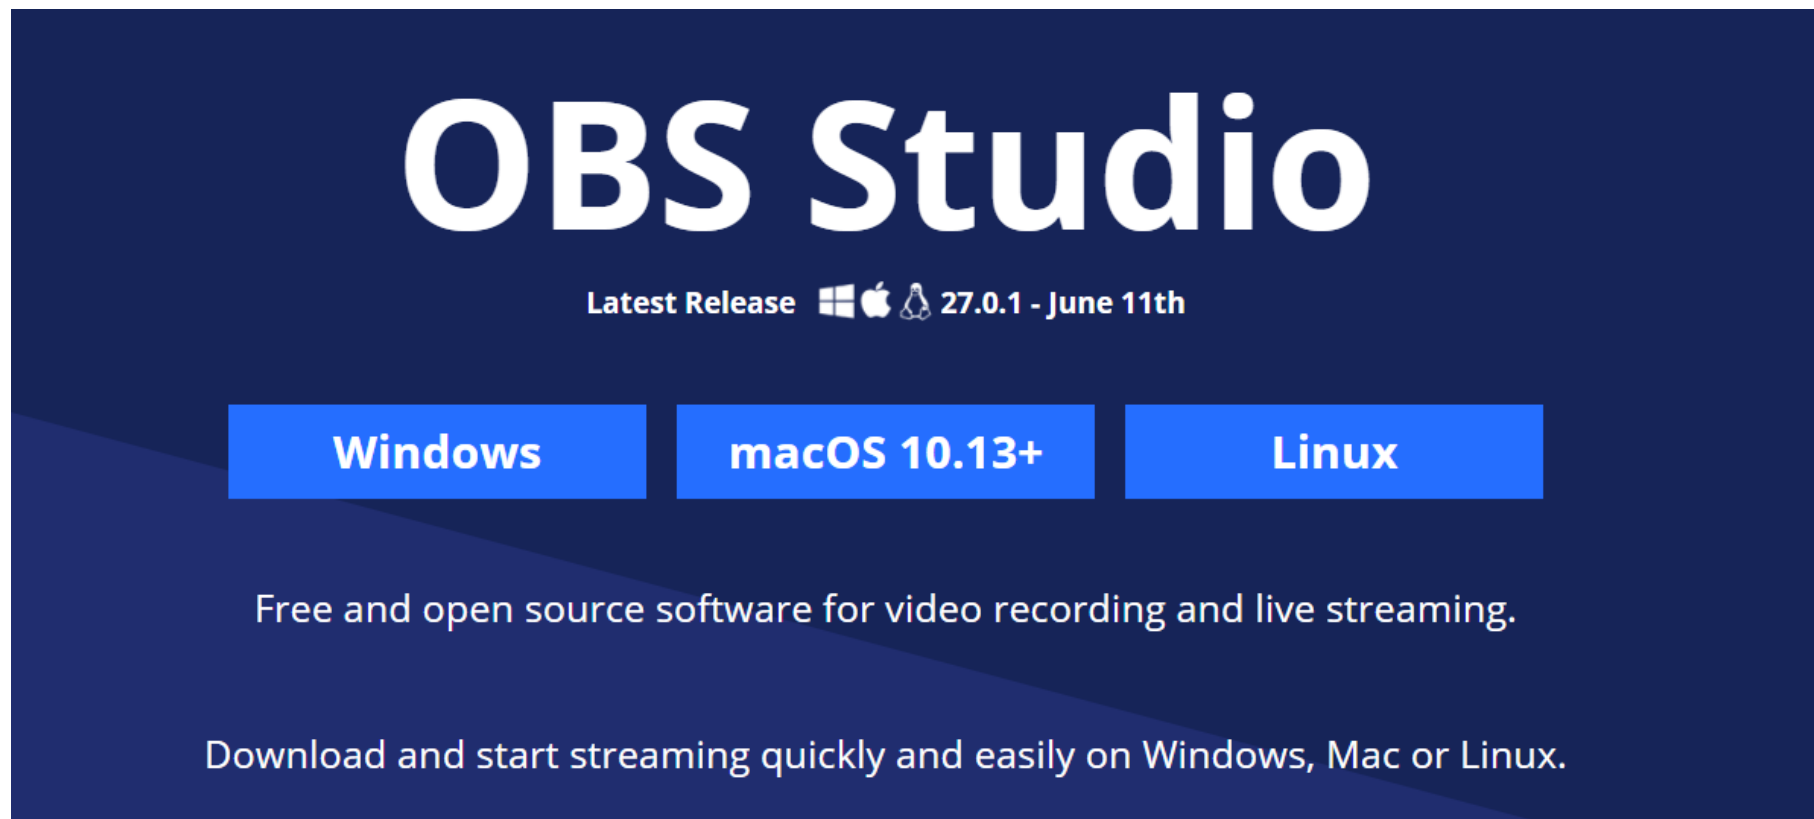 OBS Studio
Latest Release 27.0.1 - June 11th
Windows
macOS 10.13+
Linux
Free and open source software for video recording and live streaming.
Download and start streaming quickly and easily on Windows, Mac or Linux.